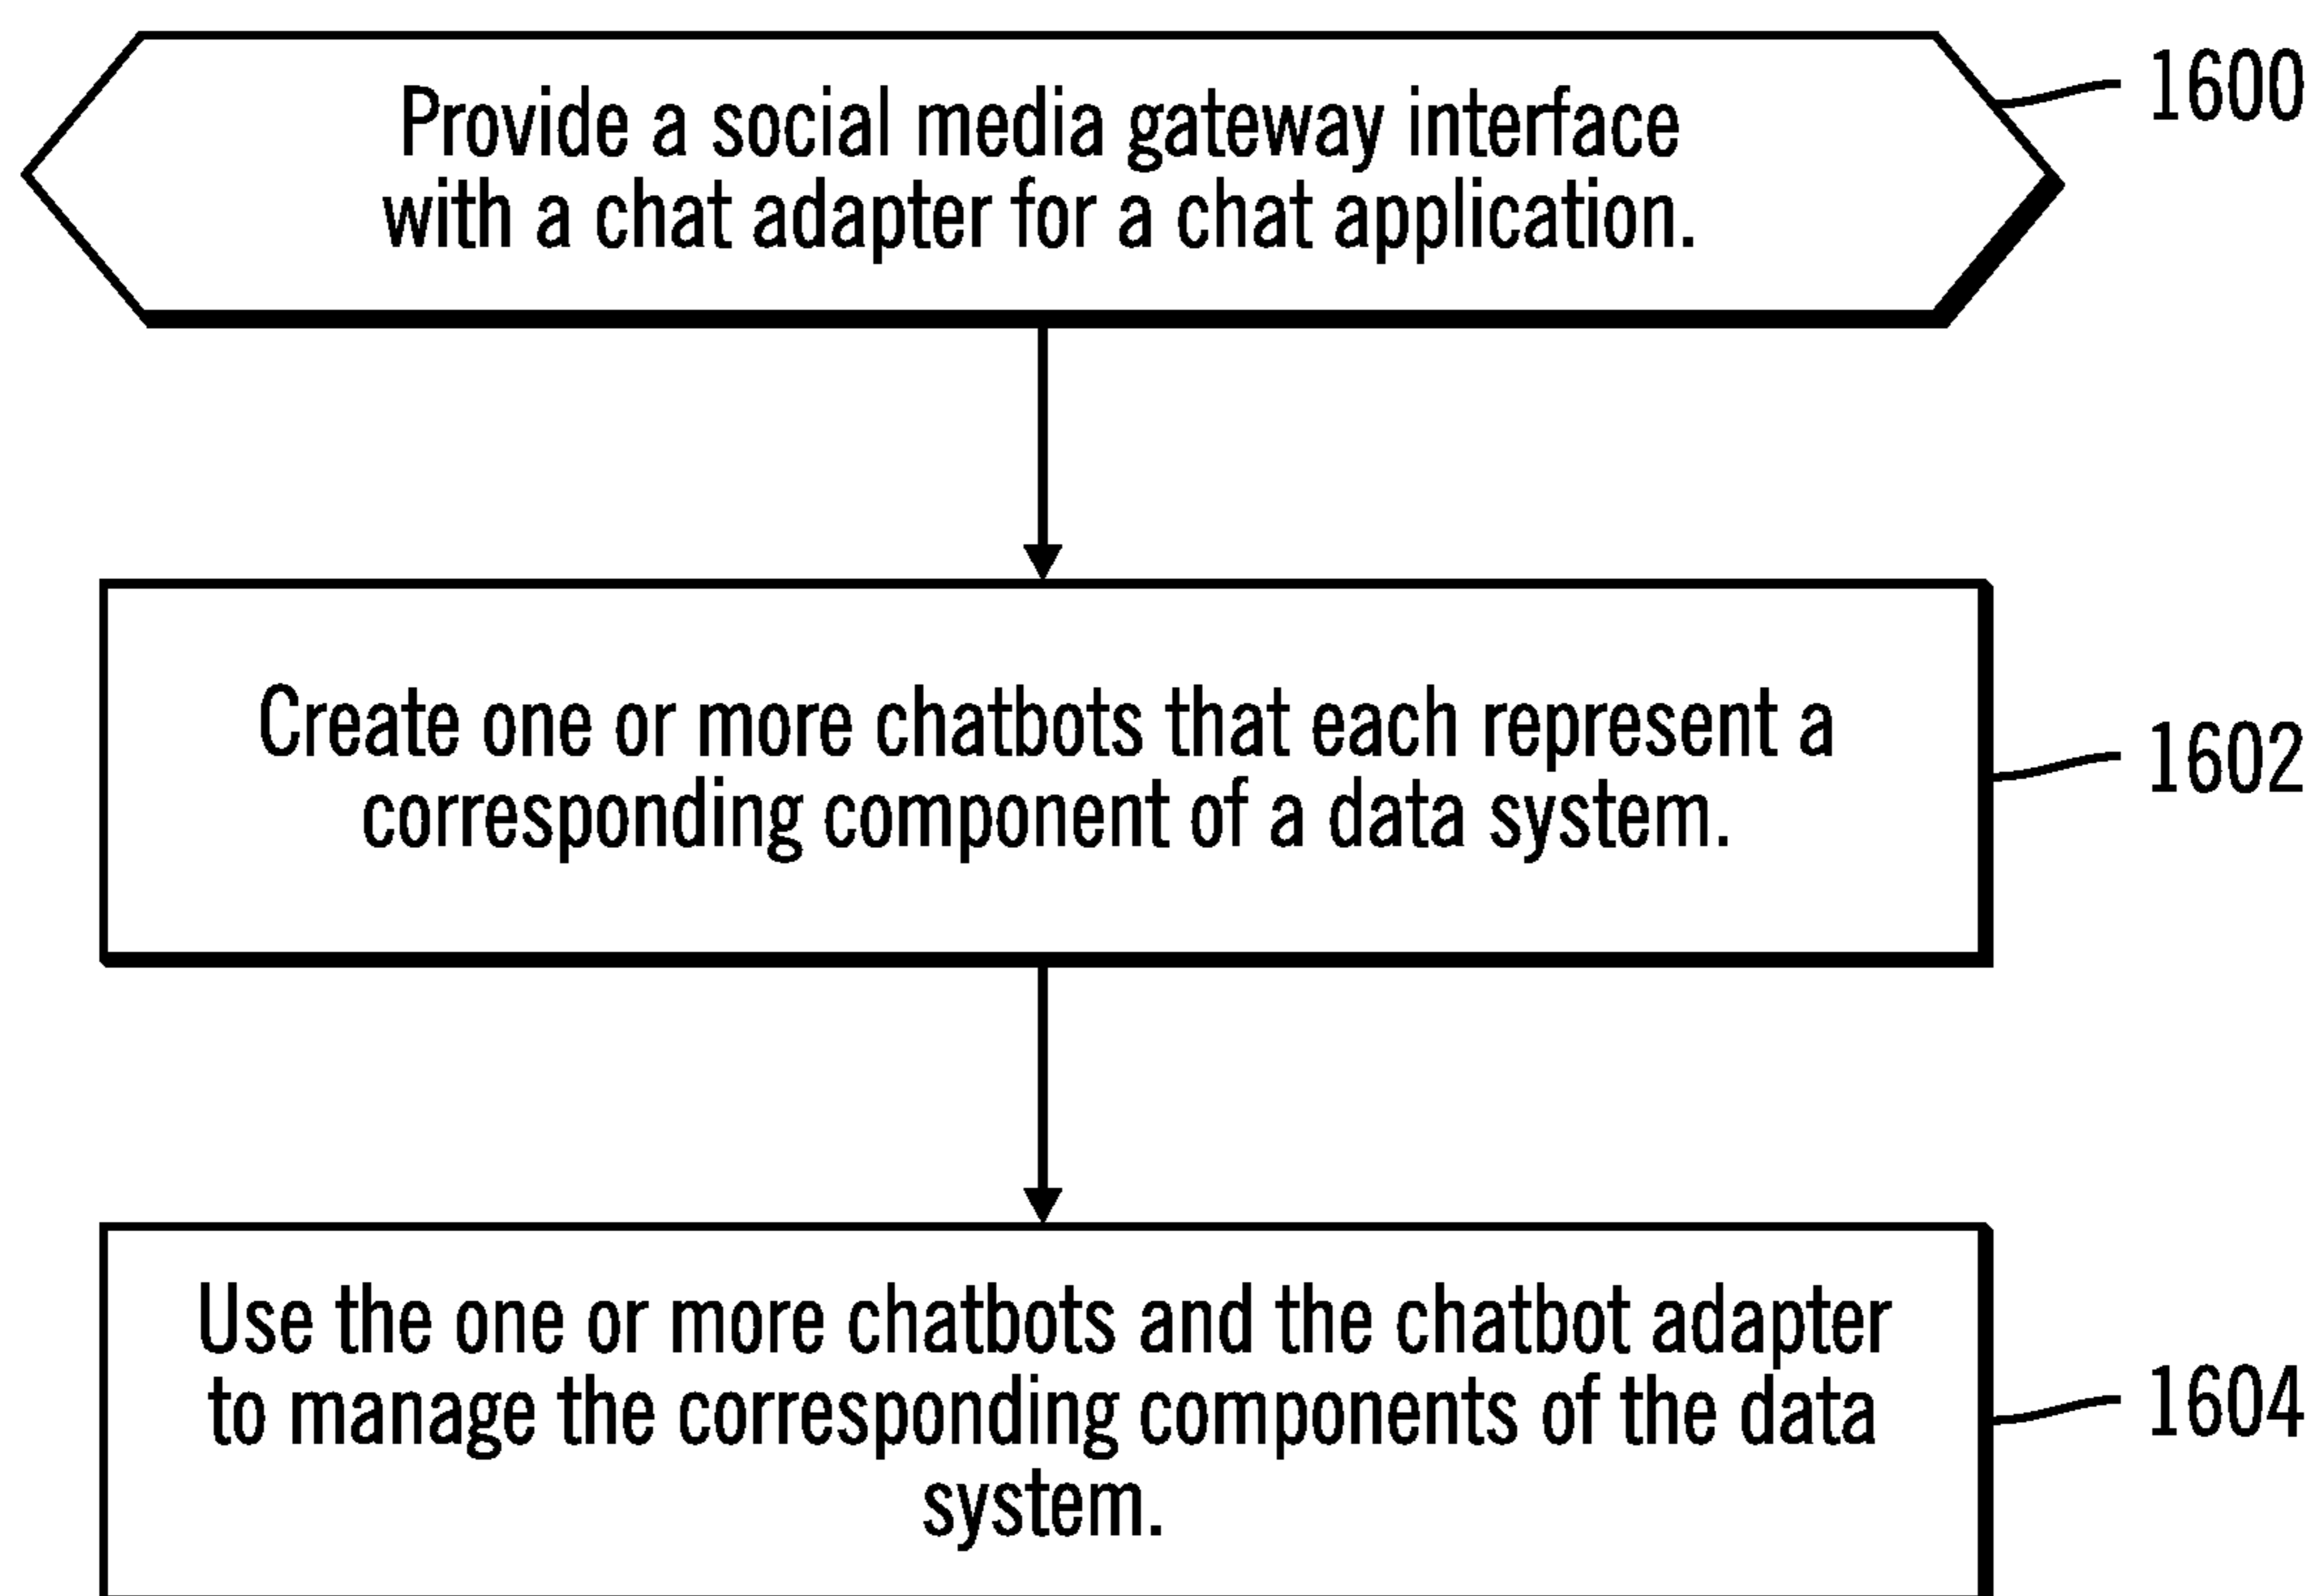 Provide a social media gateway interface
with a chat adapter for a chat application.
1600
Create one or more chatbots that each represent a
corresponding component of a data system.
1602
Use the one or more chatbots and the chatbot adapter
to manage the corresponding components of the data
system.
1604